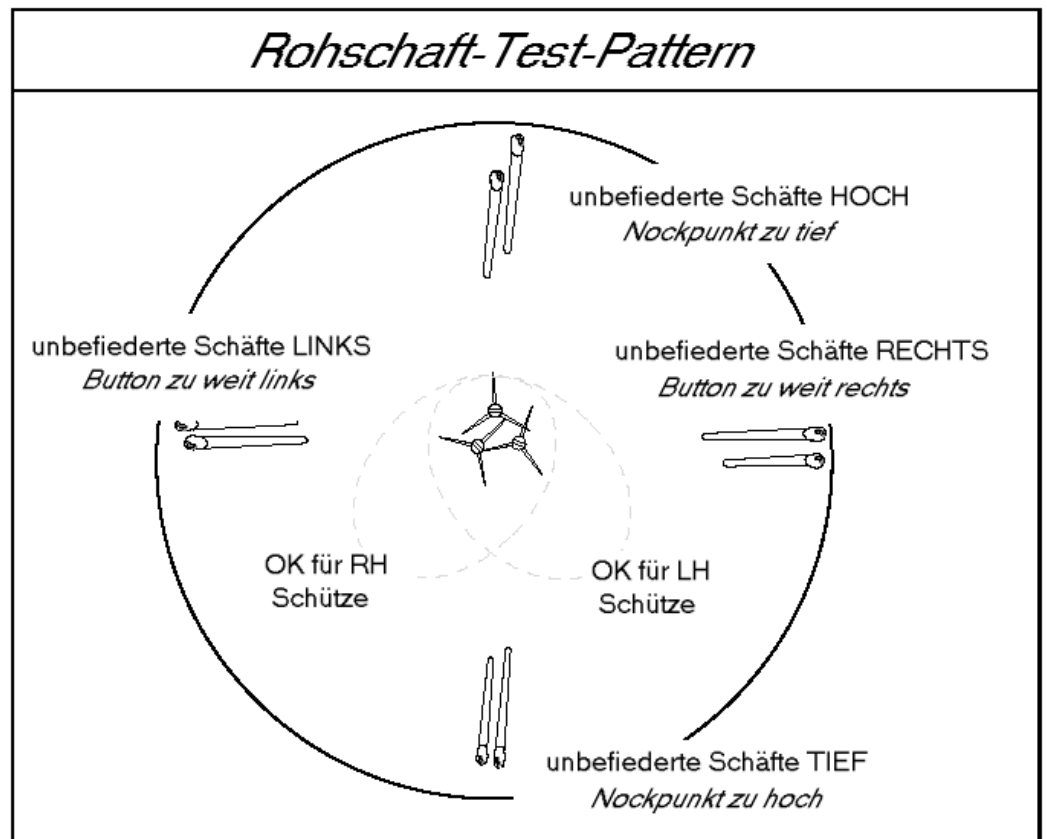 Rohschaft-Test-Pattern
unbefiederte Schäfte HOCH
Nockpunkt zu tief
unbefiederte Schäfte LINKS
Button zu weit links
unbefiederte Schäfte RECHTS
Button zu weit rechts
OK für RH
Schütze
OK für LH
Schütze
unbefiederte Schäfte TIEF
Nockpunkt zu hoch